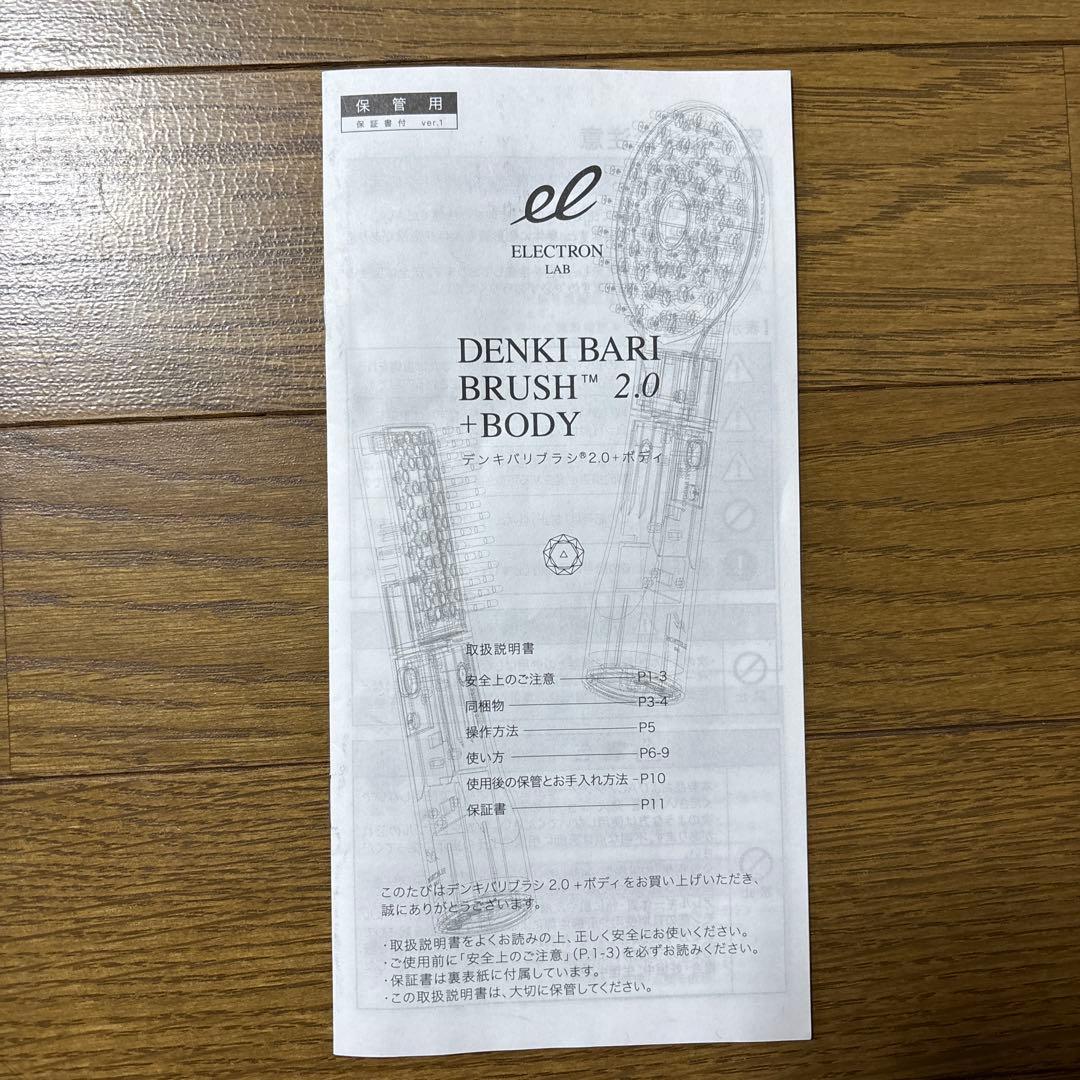 保管用
保証書付 ver.1
el
ELECTRON
LAB
DENKI BARI
BRUSH™ 2.0
+BODY
デンキバリブラシ®2.0+ボディ
取扱説明書
安全上のご注意 P1-3
同梱物 P3-4
操作方法 P5
使い方 P6-9
使用後の保管とお手入れ方法 P10
保証書 P11
このたびはデンキバリブラシ2.0+ボディをお買い上げいただき、
誠にありがとうございます。
・取扱説明書をよくお読みの上、正しく安全にお使いください。
・ご使用前に「安全上のご注意」(P.1-3)を必ずお読みください。
・保証書は裏表紙に付属しています。
・この取扱説明書は、大切に保管してください。